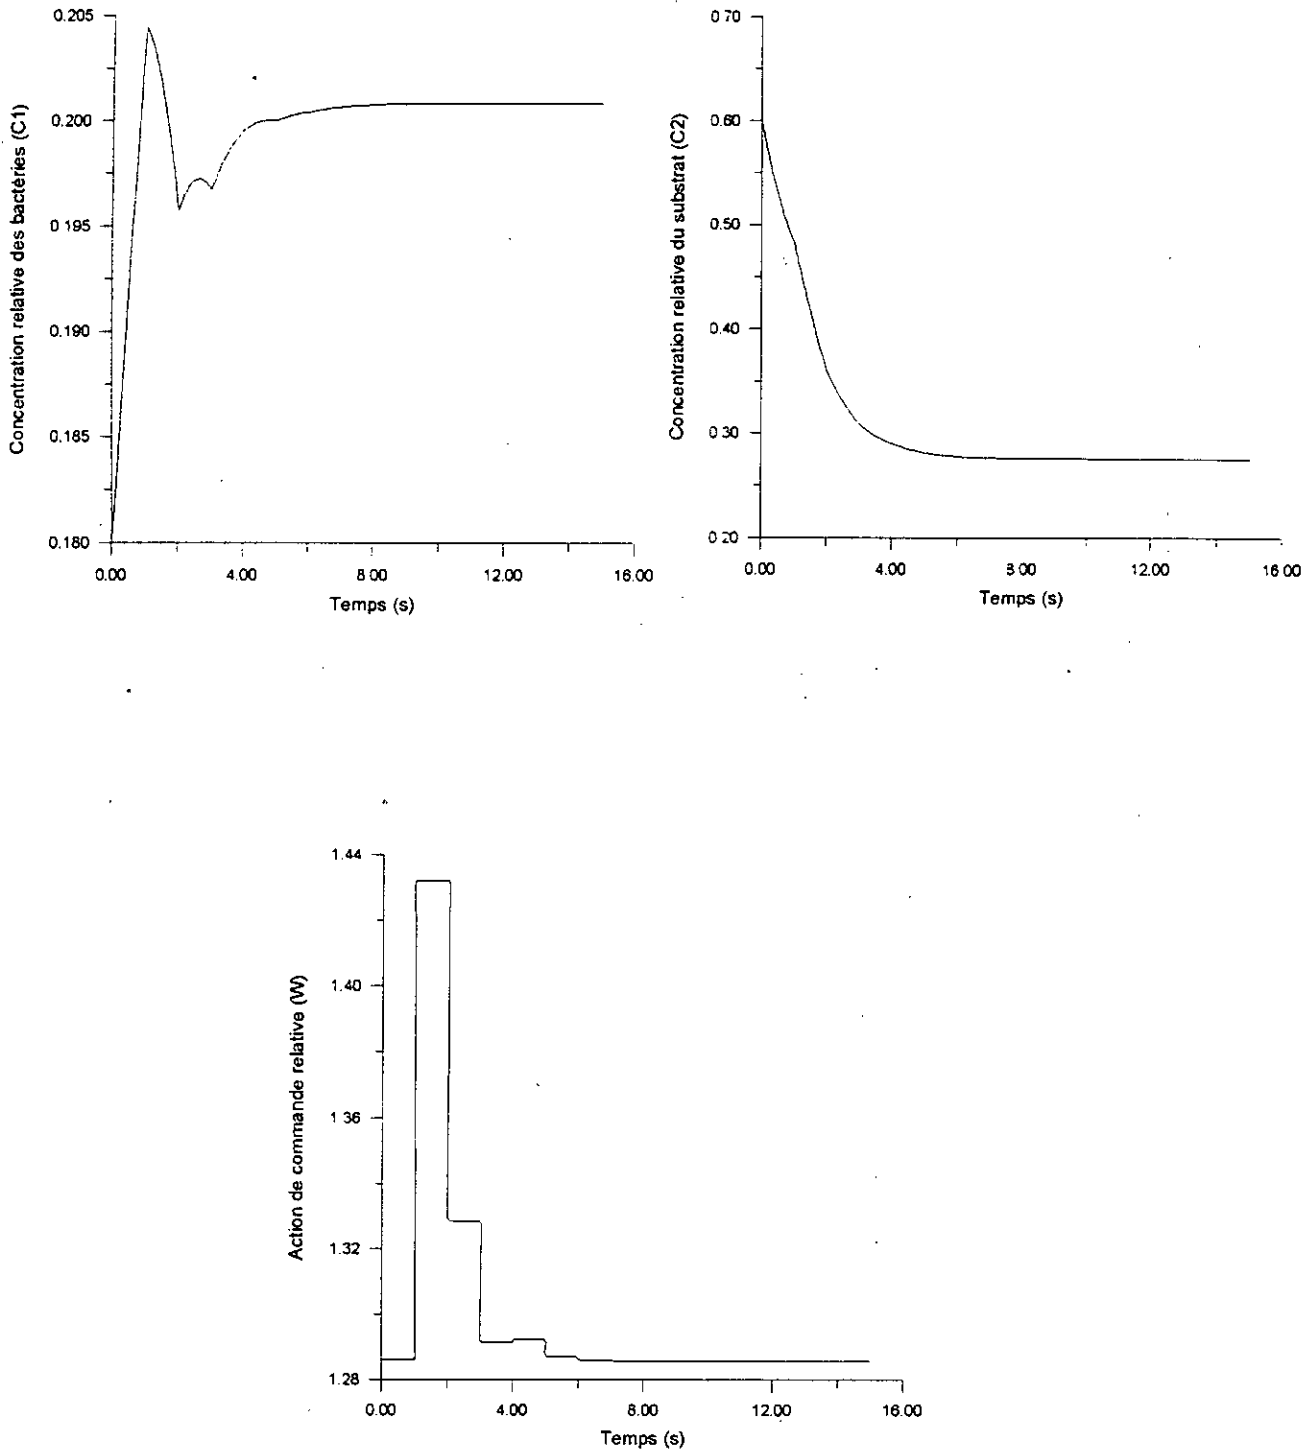 Concentration relative des bactéries (C1)
0.205
0.200
0.195
0.190
0.185
0.180
0.00 4.00 8.00 12.00 16.00
Temps (s)
Concentration relative du substrat (C2)
0.70
0.60
0.50
0.40
0.30
0.20
0.00 4.00 8.00 12.00 16.00
Temps (s)
Action de commande relative (W)
1.44
1.40
1.36
1.32
1.28
0.00 4.00 8.00 12.00 16.00
Temps (s)